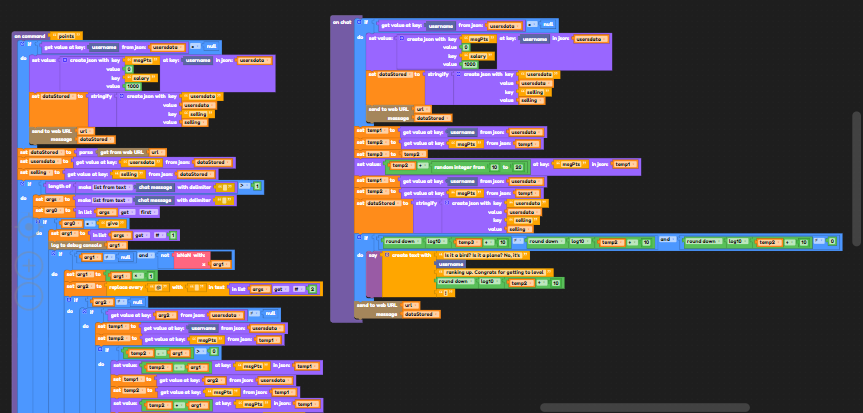 on command points
if get value at key: username from json: usersdata = null
do set value: create json with key msgPts at key: username in json: usersdata
value 0
key salary
value 1000
set dataStored to stringify create json with key usersdata
value usersdata
key selling
value selling
send to web URL url
message dataStored
set dataStored to parse get from web URL url
set usersdata to get value at key: usersdata from json: dataStored
set selling to get value at key: selling from json: dataStored
if length of make list from text chat message with delimiter > 1
do set args to make list from text chat message with delimiter
set arg0 to in list args get first
if arg0 = give
do set arg1 to in list args get # 1
log to debug console arg1
if arg1 null and not isNaN with
x arg1
do set arg1 to arg1 1
set arg2 to replace every @ with in text in list args get # 2
if arg2 null
do if get value at key: arg2 from json: usersdata null
do set temp1 to get value at key: username from json: usersdata
set temp2 to get value at key: msgPts from json: temp1
if temp2 - arg1 > 0
do set value: temp2 - arg1 at key: msgPts in json: temp1
set temp1 to get value at key: arg2 from json: usersdata
set temp2 to get value at key: msgPts from json: temp1
set value: temp2 + arg1 at key: msgPts in json: temp1
on chat if get value at key: username from json: usersdata = null
do set value: create json with key msgPts at key: username in json: usersdata
value 0
key salary
value 1000
set dataStored to stringify create json with key usersdata
value usersdata
key selling
value selling
send to web URL url
message dataStored
set temp1 to get value at key: username from json: usersdata
set temp2 to get value at key: msgPts from json: temp1
set temp3 to temp2
set value: temp2 + random integer from 10 to 20 at key: msgPts in json: temp1
set temp1 to get value at key: username from json: usersdata
set temp2 to get value at key: msgPts from json: temp1
set dataStored to stringify create json with key usersdata
value usersdata
key selling
value selling
if round down log10 temp3 + 10 round down log10 temp2 + 10 and round down log10 temp2 + 10 0
do say create text with Is it a bird? Is it a plane? No, it's
username
ranking up. Congrats for getting to level
round down log10 temp2 + 10
send to web URL url
message dataStored